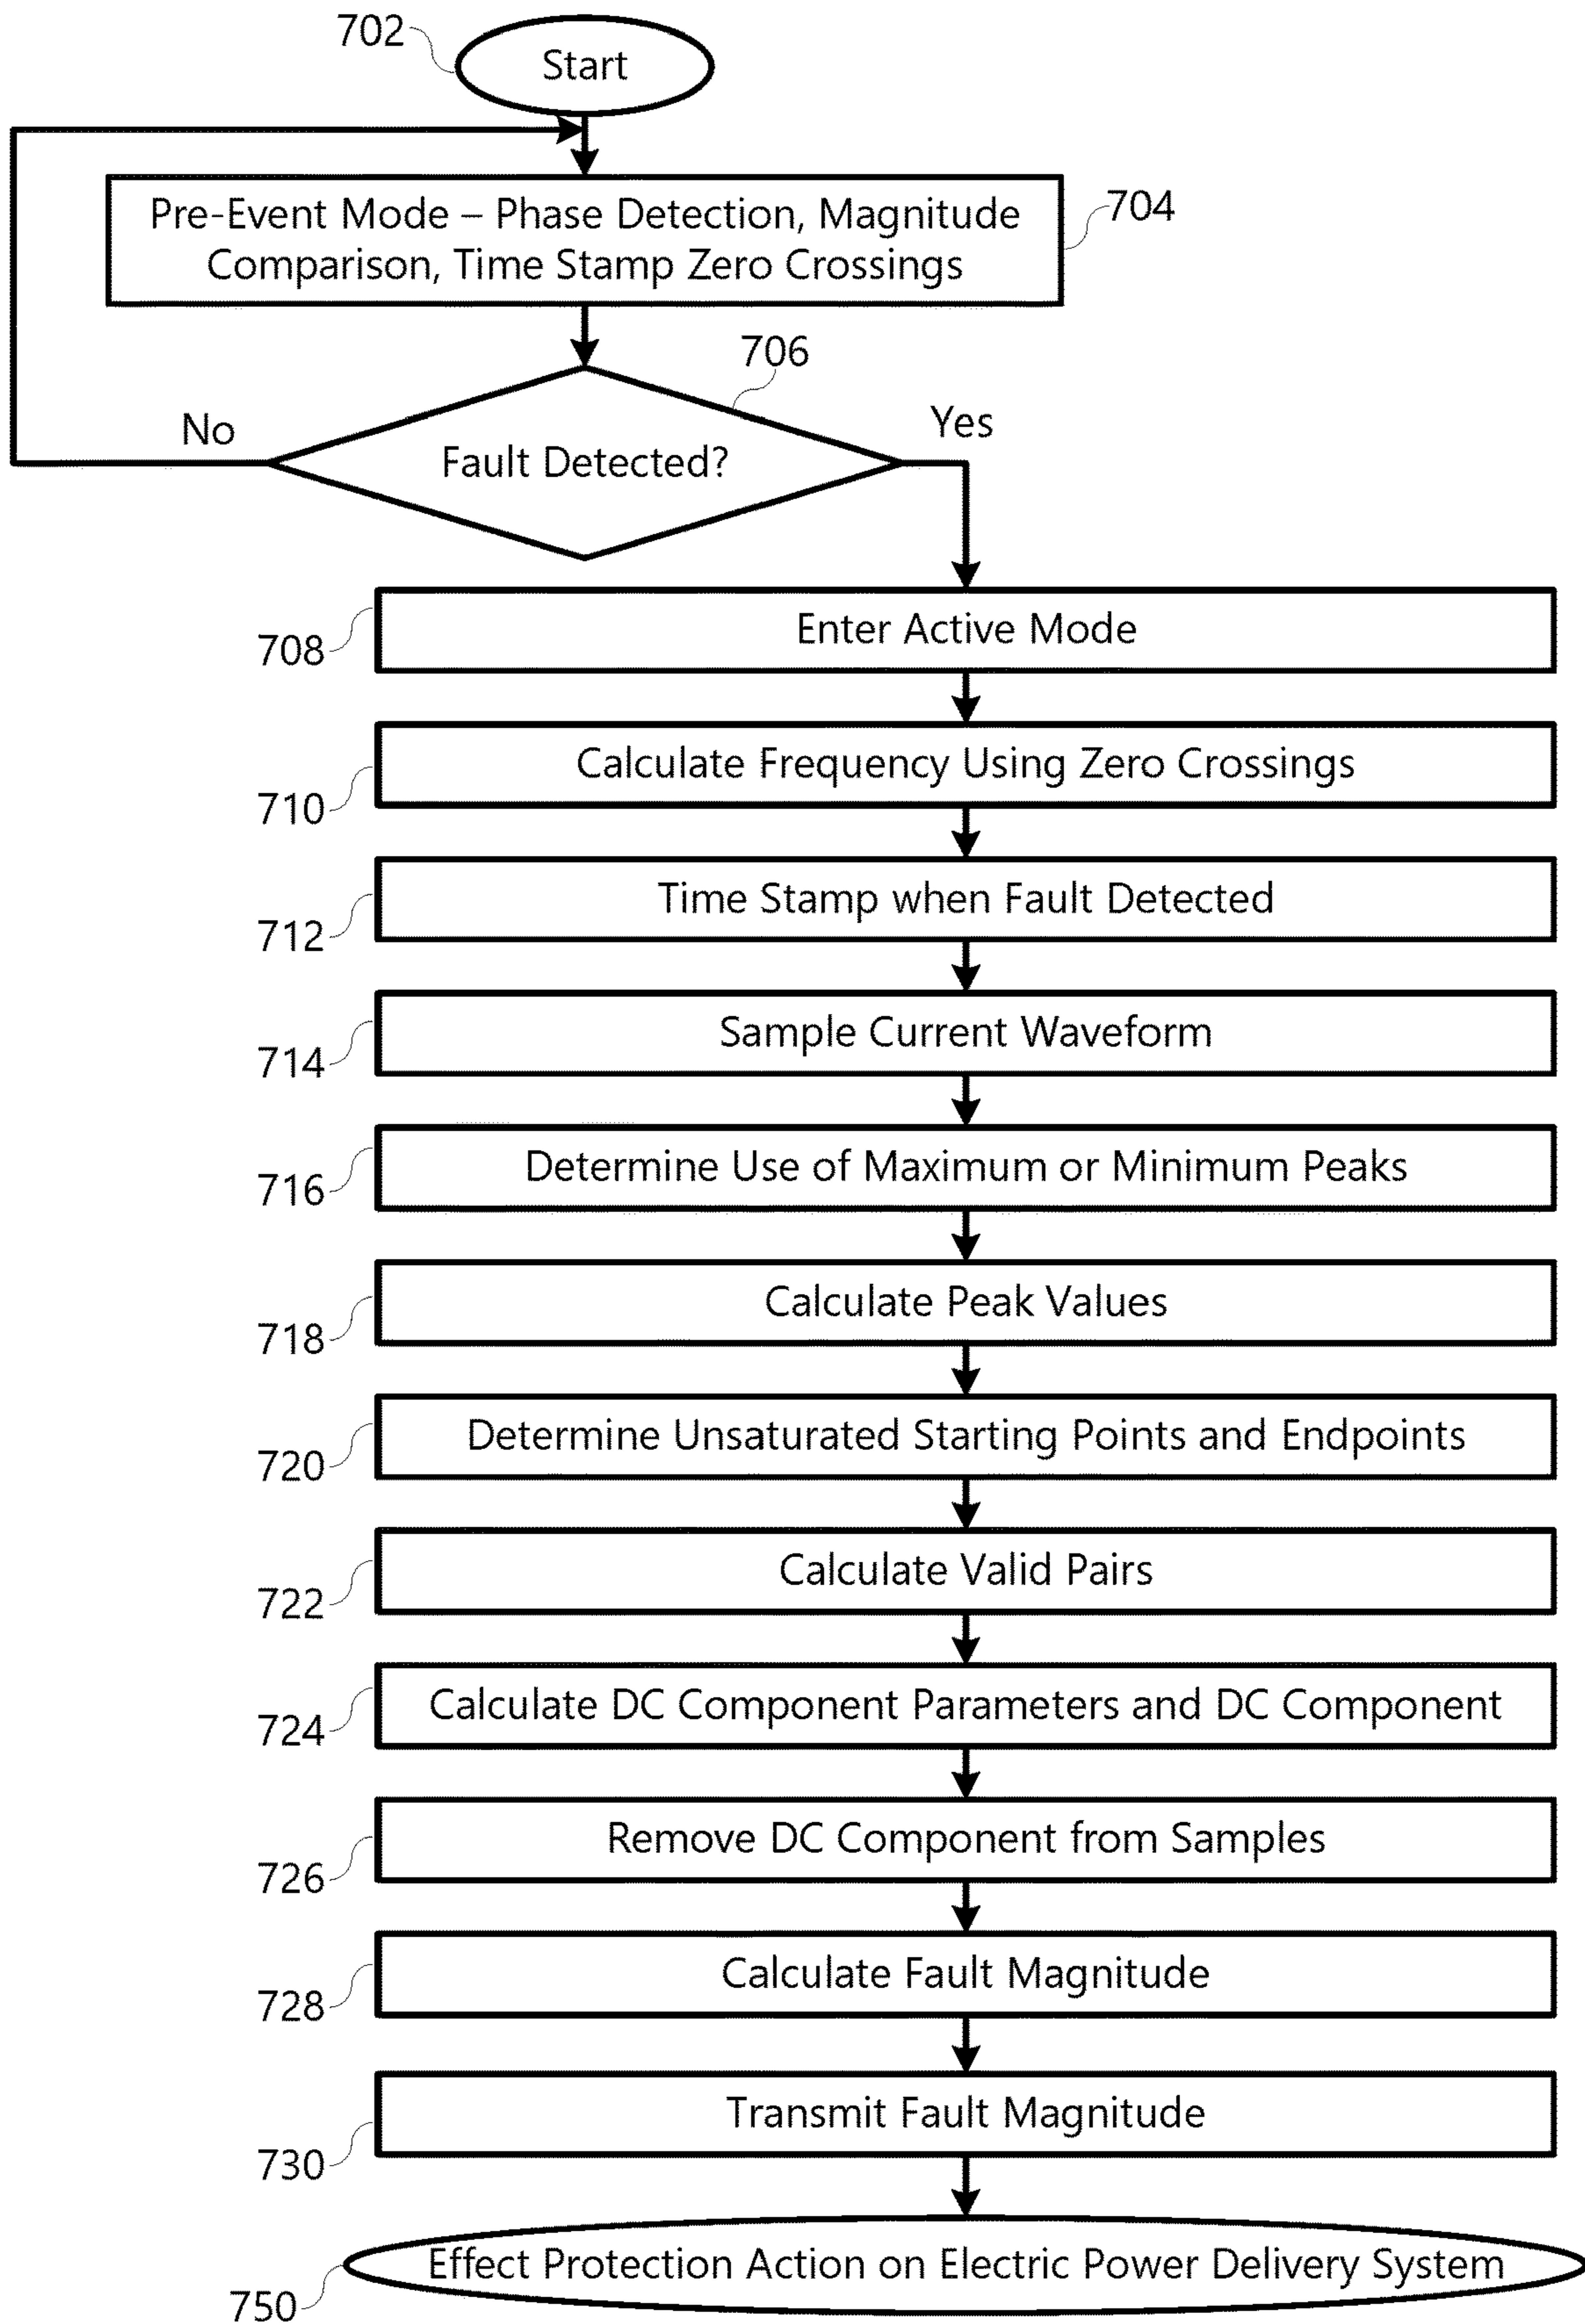 702
Start
Pre-Event Mode – Phase Detection, Magnitude
Comparison, Time Stamp Zero Crossings
704
706
No
Yes
Fault Detected?
Enter Active Mode
708
Calculate Frequency Using Zero Crossings
710
Time Stamp when Fault Detected
712
Sample Current Waveform
714
Determine Use of Maximum or Minimum Peaks
716
Calculate Peak Values
718
Determine Unsaturated Starting Points and Endpoints
720
Calculate Valid Pairs
722
Calculate DC Component Parameters and DC Component
724
Remove DC Component from Samples
726
Calculate Fault Magnitude
728
Transmit Fault Magnitude
730
Effect Protection Action on Electric Power Delivery System
750